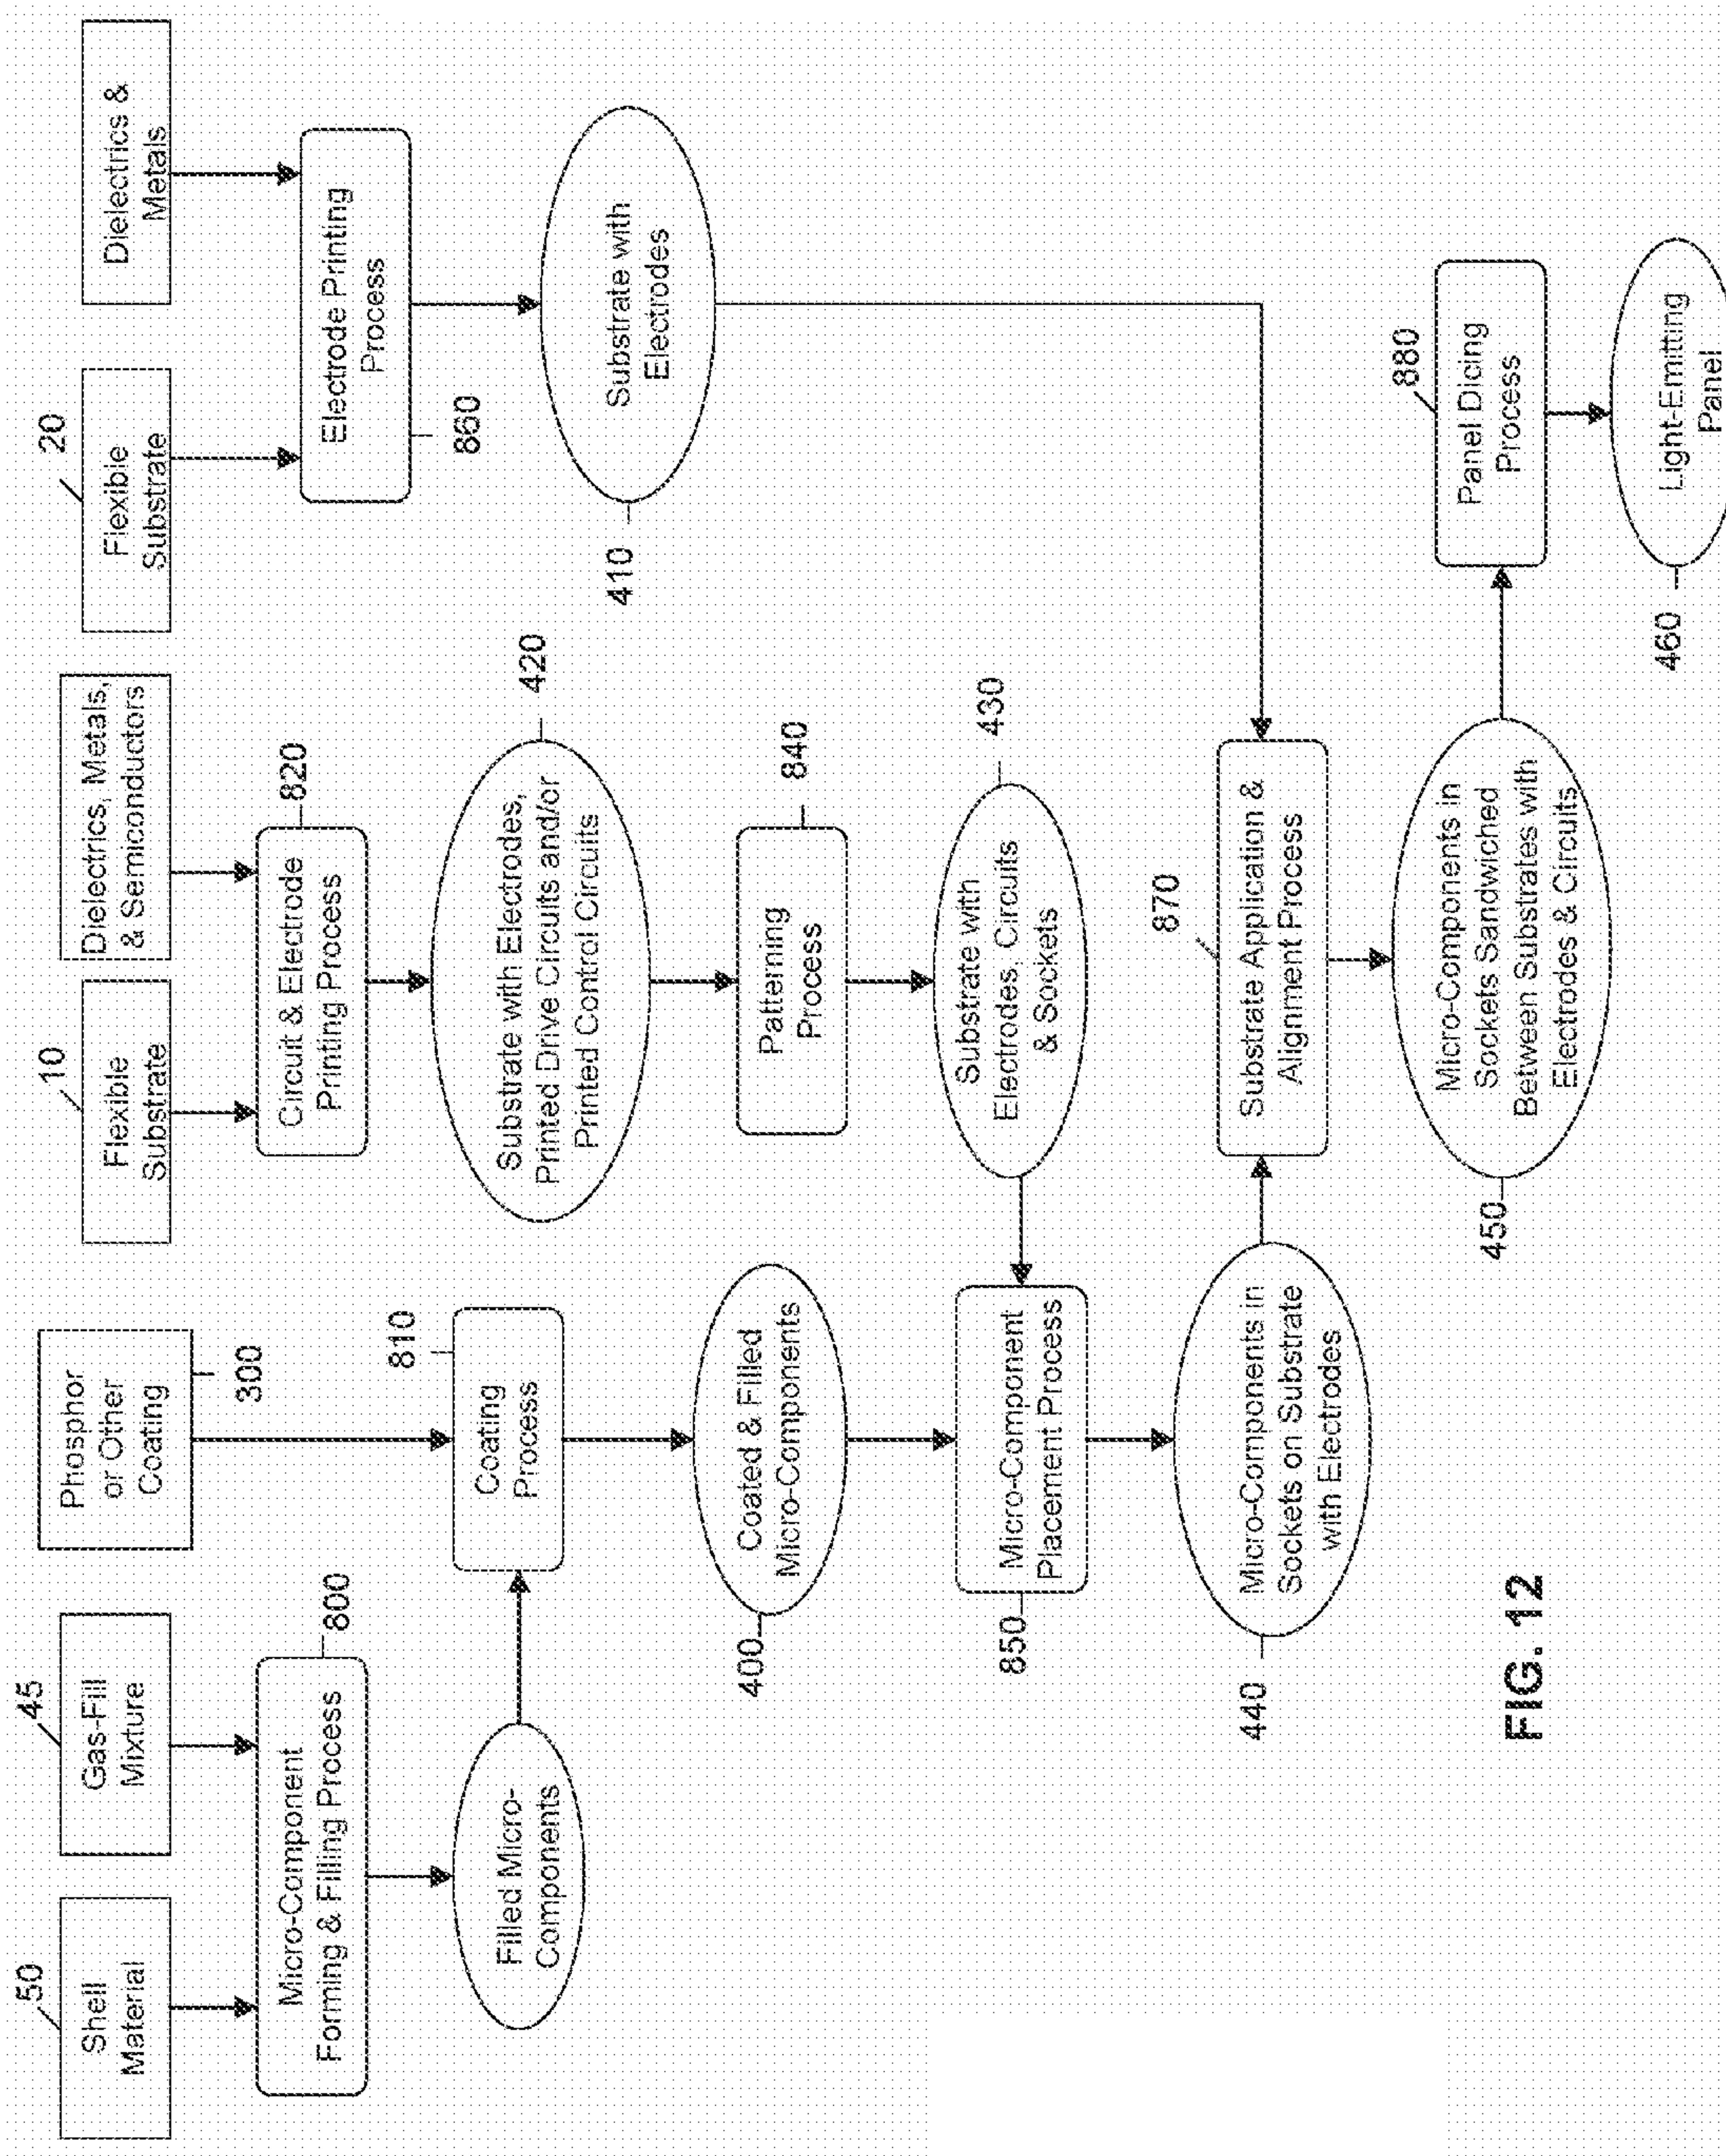 50
Shell
Material
45
Gas-Fill
Mixture
Phosphor
or Other
Coating
300
10
Flexible
Substrate
Dielectrics, Metals,
& Semiconductors
20
Flexible
Substrate
Dielectrics &
Metals
Micro-Component
Forming & Filling Process
800
Circuit & Electrode
Printing Process
820
Electrode Printing
Process
860
Filled Micro-
Components
Coating
Process
810
Substrate with Electrodes,
Printed Drive Circuits and/or
Printed Control Circuits
420
410
Substrate with
Electrodes
400
Coated & Filled
Micro-Components
Patterning
Process
840
850
Micro-Component
Placement Process
Substrate with
Electrodes, Circuits
& Sockets
430
440
Micro-Components in
Sockets on Substrate
with Electrodes
870
Substrate Application &
Alignment Process
450
Micro-Components in
Sockets Sandwiched
Between Substrates with
Electrodes & Circuits
880
Panel Dicing
Process
460
Light-Emitting
Panel
FIG. 12